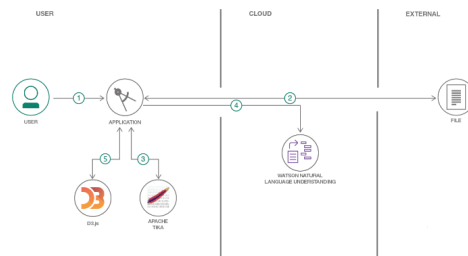 USER
CLOUD
EXTERNAL
1
2
4
USER
APPLICATION
FILE
5
3
WATSON NATURAL
LANGUAGE UNDERSTANDING
D3.js
APACHE
TIKA